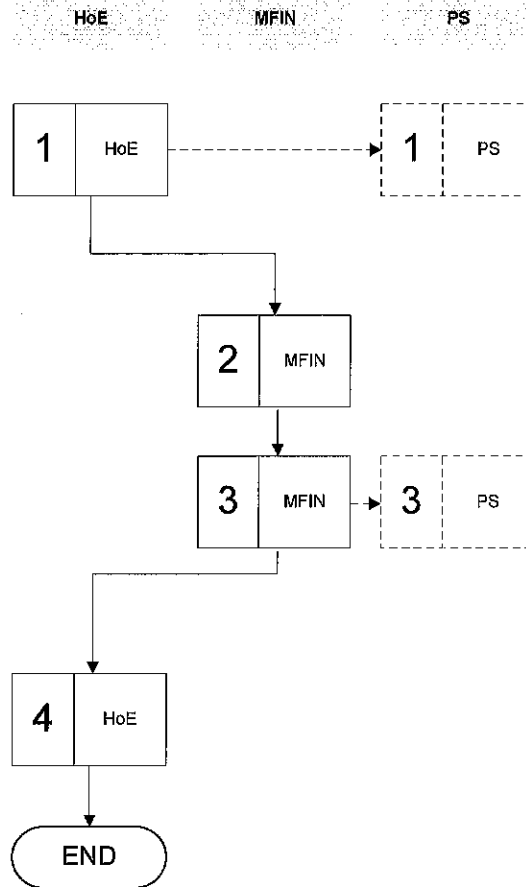 HoE MFIN PS
1 HoE 1 PS
2 MFIN
3 MFIN 3 PS
4 HoE
END